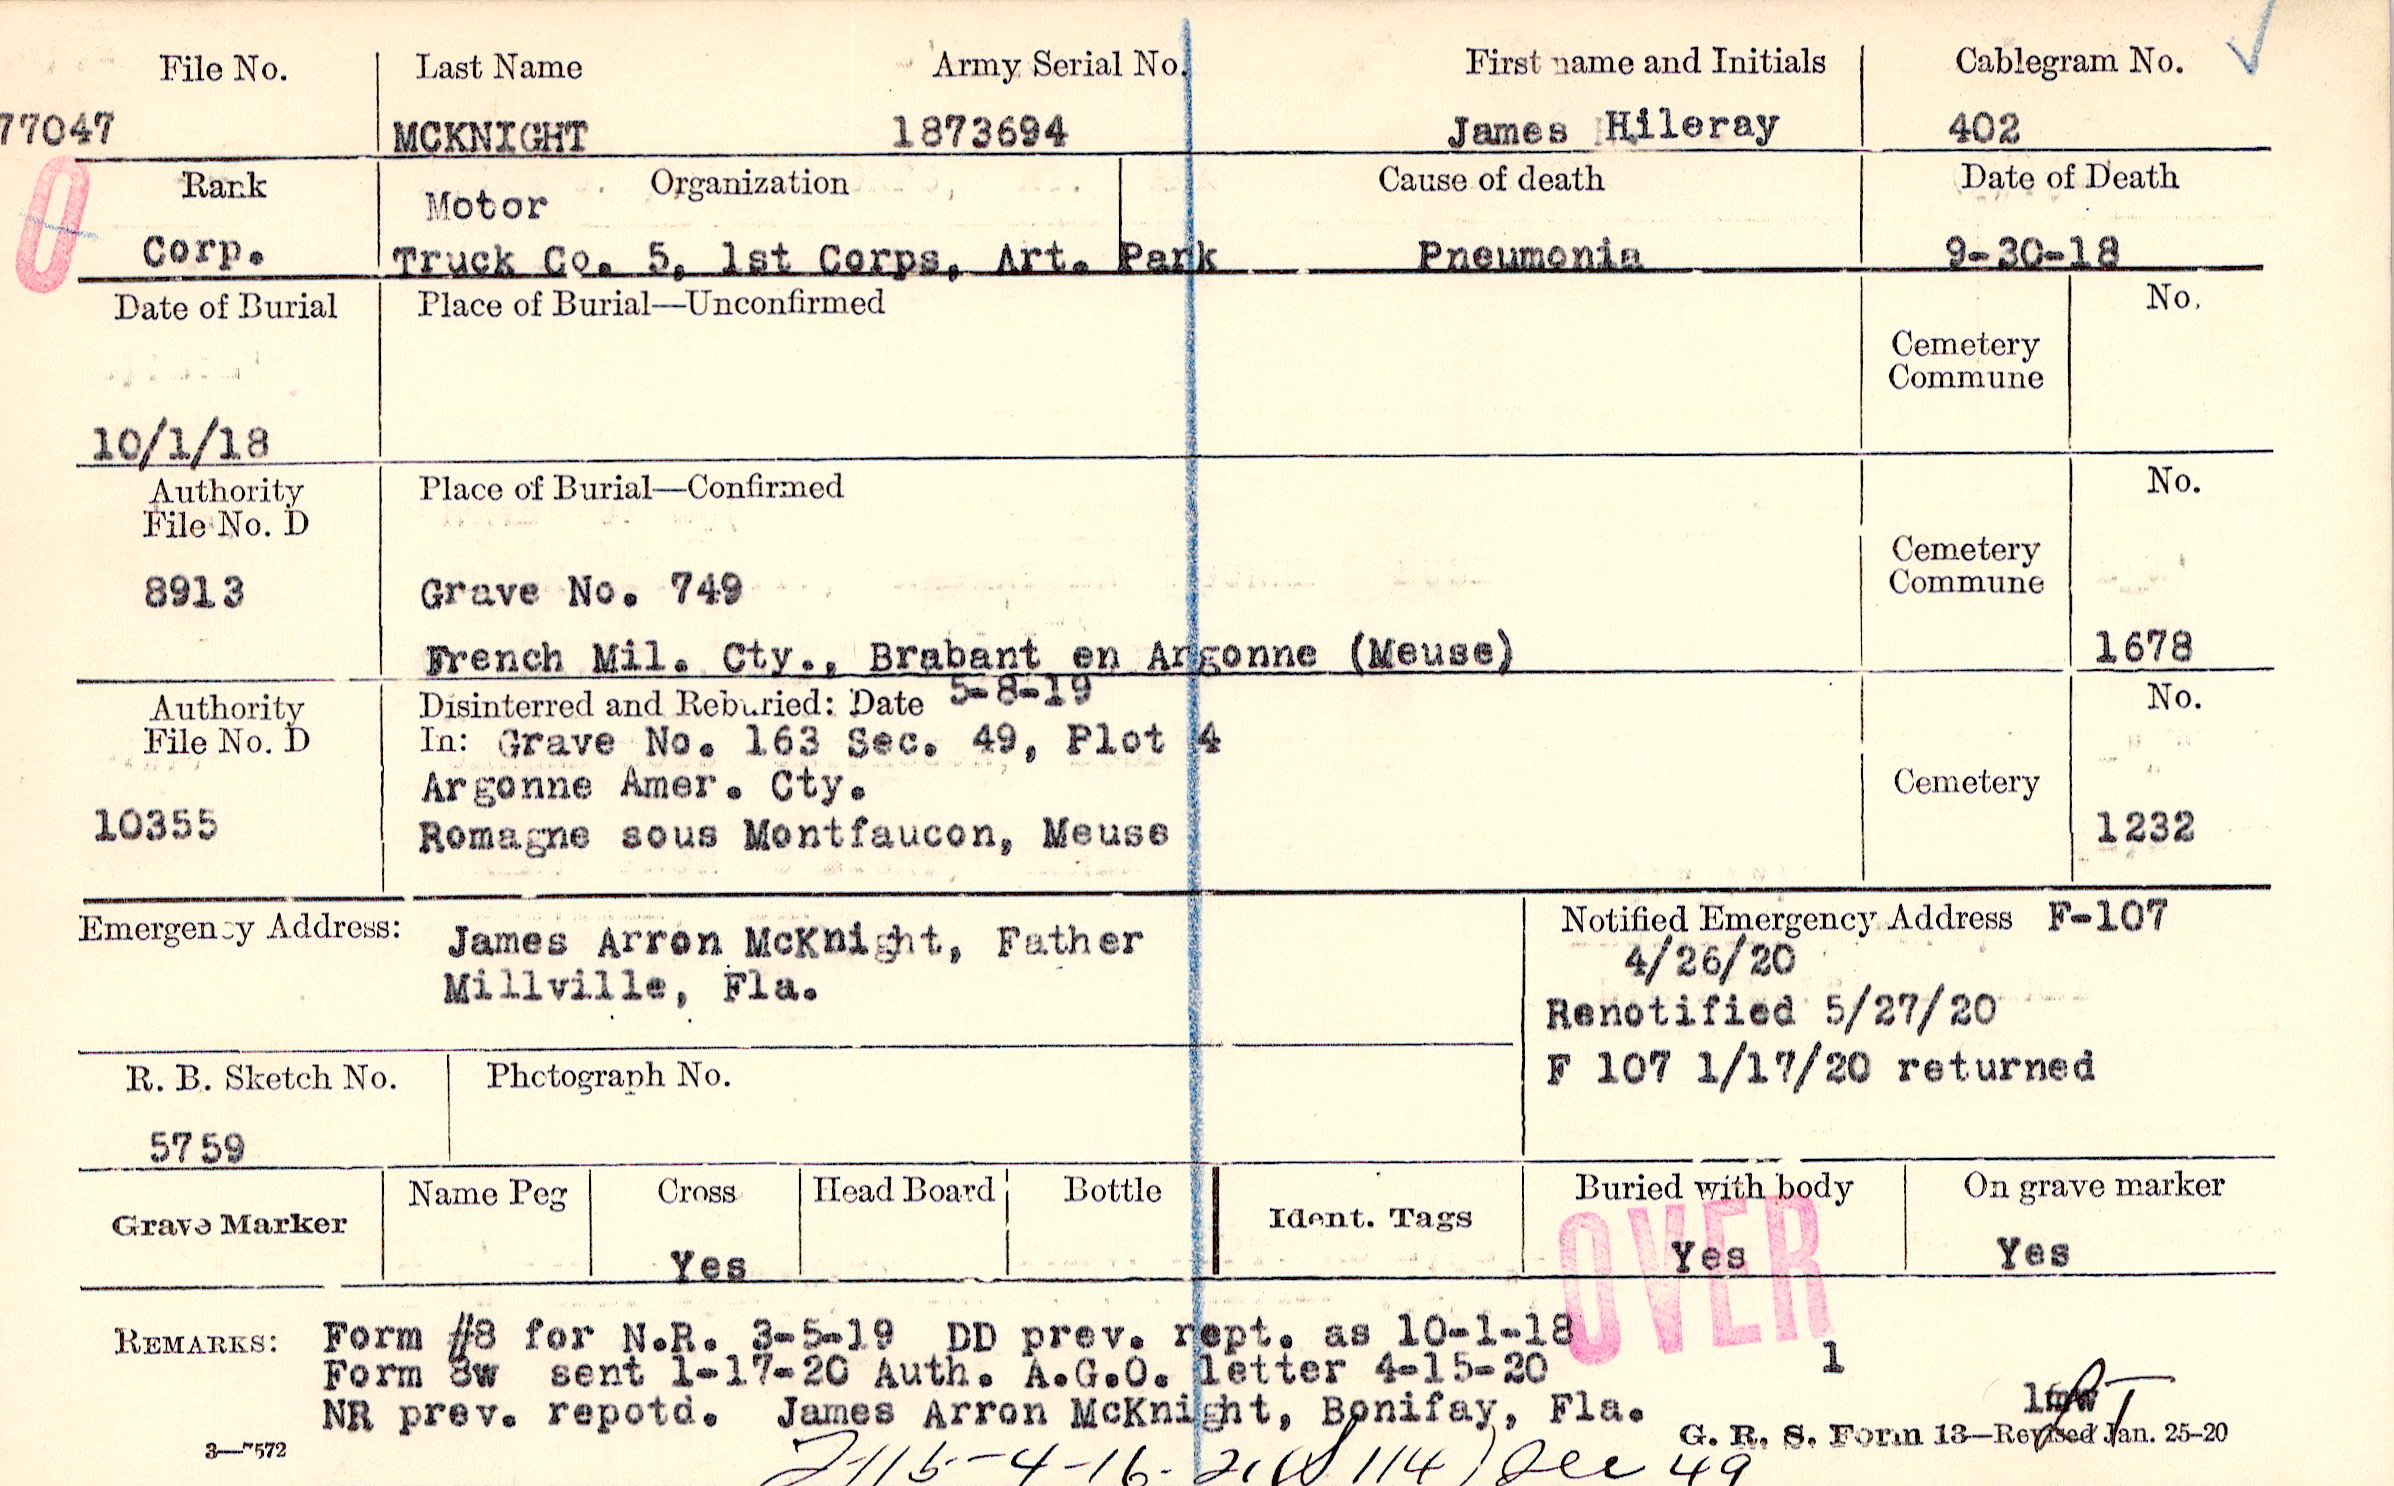 File No. Last Name Army Serial No. First name and Initials Cablegram No.
77047 MCKNIGHT 1873694 James Hileray 402
Rank Organization Cause of death Date of Death
Motor
Corp. Truck Co. 5, 1st Corps, Art. Park Pneumonia 9-30-18
Date of Burial Place of Burial—Unconfirmed No.
Cemetery
Commune
10/1/18
Authority Place of Burial—Confirmed No.
File No. D
Cemetery
Commune
8913 Grave No. 749
French Mil. Cty., Brabant en Argonne (Meuse) 1678
Authority Disinterred and Reburied: Date 5-8-19 No.
File No. D In: Grave No. 163 Sec. 49, Plot 4
Argonne Amer. Cty. Cemetery
10355 Romagne sous Montfaucon, Meuse 1232
Emergency Address: James Arron McKnight, Father
Millville, Fla.
Notified Emergency Address F-107
4/26/20
Renotified 5/27/20
F 107 1/17/20 returned
R. B. Sketch No. Photograph No.
5759
Grave Marker Name Peg Cross Head Board Bottle Ident. Tags Buried with body On grave marker
Yes Yes Yes
OVER
REMARKS: Form #8 for N.R. 3-5-19 DD prev. rept. as 10-1-18
Form 8w sent 1-17-20 Auth. A.G.O. letter 4-15-20 1
NR prev. repotd. James Arron McKnight, Bonifay, Fla.
3—7572 G. R. S. Form 13—Revised Jan. 25-20
4-16-21 114) Sec 49